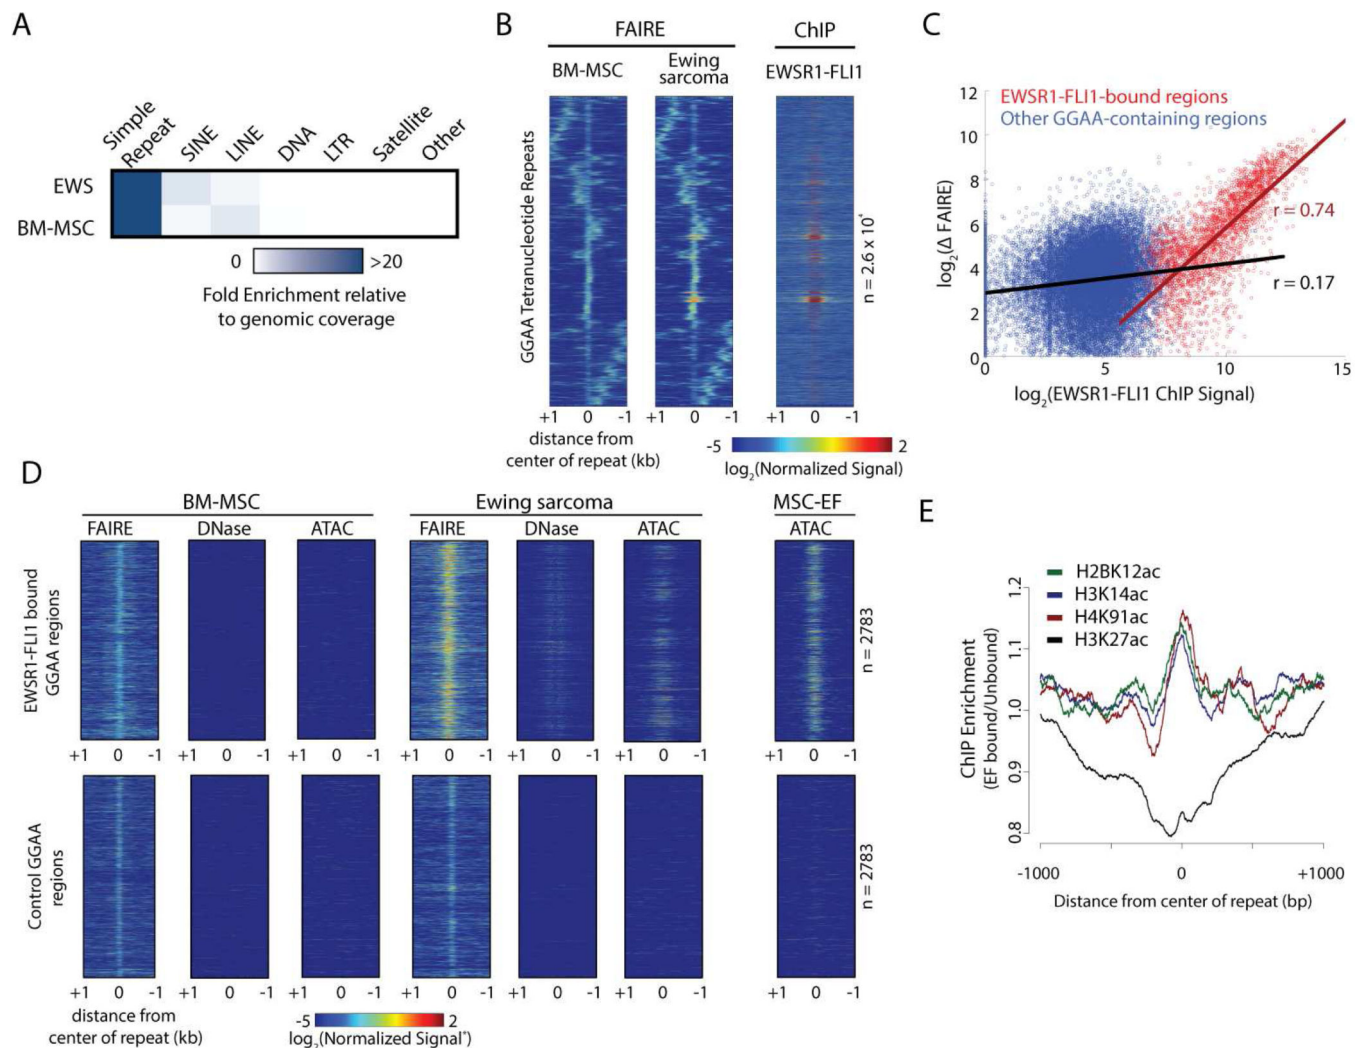 A
Simple
Repeat
SINE
LINE
DNA
LTR
Satellite
Other
EWS
BM-MSC
0
>20
Fold Enrichment relative
to genomic coverage
B
FAIRE
ChIP
BM-MSC
Ewing
sarcoma
EWSR1-FLI1
GGAA Tetranucleotide Repeats
n = 2.6 x 10⁴
+1 0 -1
+1 0 -1
+1 0 -1
distance from
center of repeat (kb)
-5 2
log₂(Normalized Signal)
C
EWSR1-FLI1-bound regions
Other GGAA-containing regions
log₂(Δ FAIRE)
12
10
8
6
4
2
0
r = 0.74
r = 0.17
0 5 10 15
log₂(EWSR1-FLI1 ChIP Signal)
D
BM-MSC
Ewing sarcoma
MSC-EF
FAIRE
DNase
ATAC
FAIRE
DNase
ATAC
ATAC
EWSR1-FLI1 bound
GGAA regions
n = 2783
+1 0 -1
+1 0 -1
+1 0 -1
+1 0 -1
+1 0 -1
+1 0 -1
+1 0 -1
Control GGAA
regions
n = 2783
+1 0 -1
+1 0 -1
+1 0 -1
+1 0 -1
+1 0 -1
+1 0 -1
+1 0 -1
distance from
center of repeat (kb)
-5 2
log₂(Normalized Signal*)
E
H2BK12ac
H3K14ac
H4K91ac
H3K27ac
ChIP Enrichment
(EF bound/Unbound)
1.2
1.1
1.0
0.9
0.8
-1000 0 +1000
Distance from center of repeat (bp)